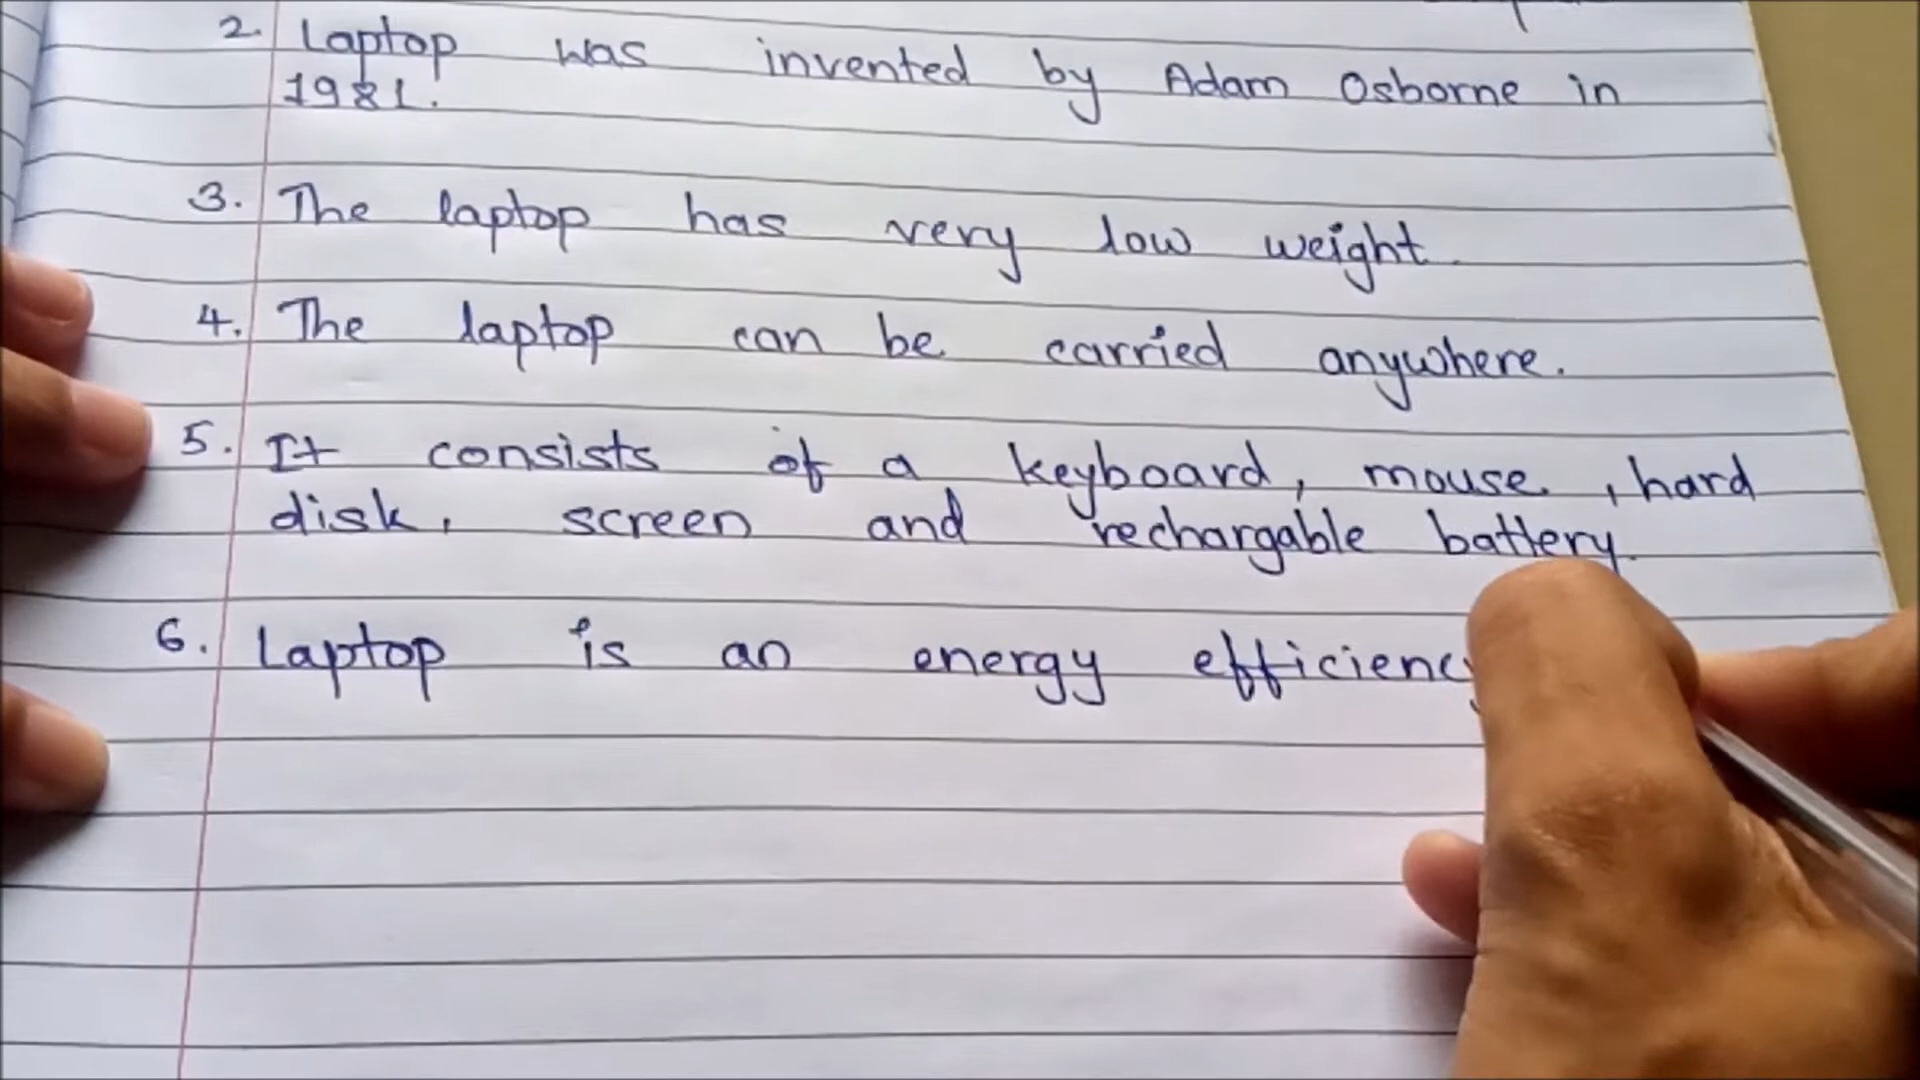 2. Laptop was invented by Adam Osborne in
1981.
3. The laptop has very low weight.
4. The laptop can be carried anywhere.
5. It consists of a keyboard, mouse, hard
disk, screen and rechargable battery.
6. Laptop is an energy efficiency